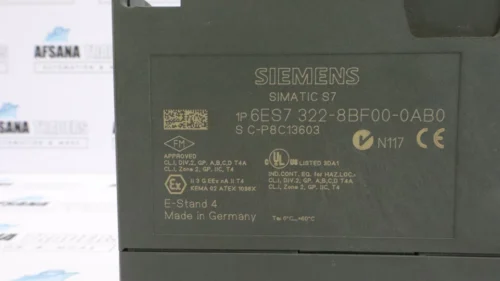 AFSANA
SIEMENS
SIMATIC S7
1P 6ES7 322-8BF00-0AB0
S C-P8C13603
FM
APPROVED
CL.I, DIV.2, GP. A,B,C,D T4A
CL.I, Zone 2, GP. IIC, T4
UL LISTED 80A1
IND.CONT. EQ. for HAZ.LOC.
CL.I, DIV.2, GP. A,B,C,D T4A
CL.I, Zone 2, GP. IIC, T4
N117
Ex II 3 G EEx nA II T4
KEMA 02 ATEX 1096X
E-Stand 4
Made in Germany